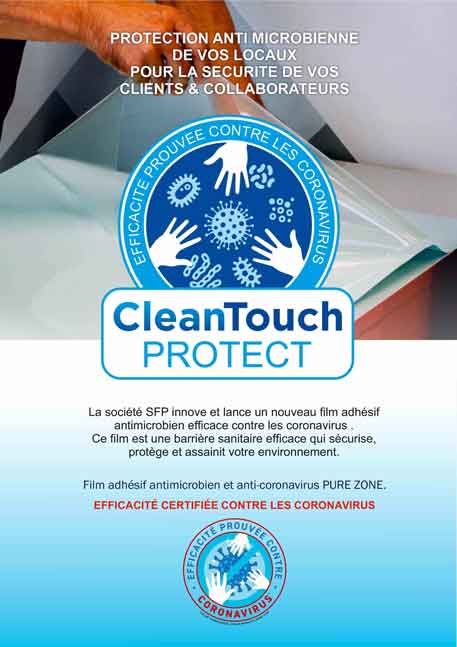 PROTECTION ANTI MICROBIENNE
DE VOS LOCAUX
POUR LA SECURITE DE VOS
CLIENTS & COLLABORATEURS
EFFICACITE PROUVEE CONTRE LES CORONAVIRUS
CleanTouch
PROTECT
La société SFP innove et lance un nouveau film adhésif
antimicrobien efficace contre les coronavirus .
Ce film est une barrière sanitaire efficace qui sécurise,
protège et assainit votre environnement.
Film adhésif antimicrobien et anti-coronavirus PURE ZONE.
EFFICACITÉ CERTIFIÉE CONTRE LES CORONAVIRUS
EFFICACITÉ PROUVÉE CONTRE
CORONAVIRUS